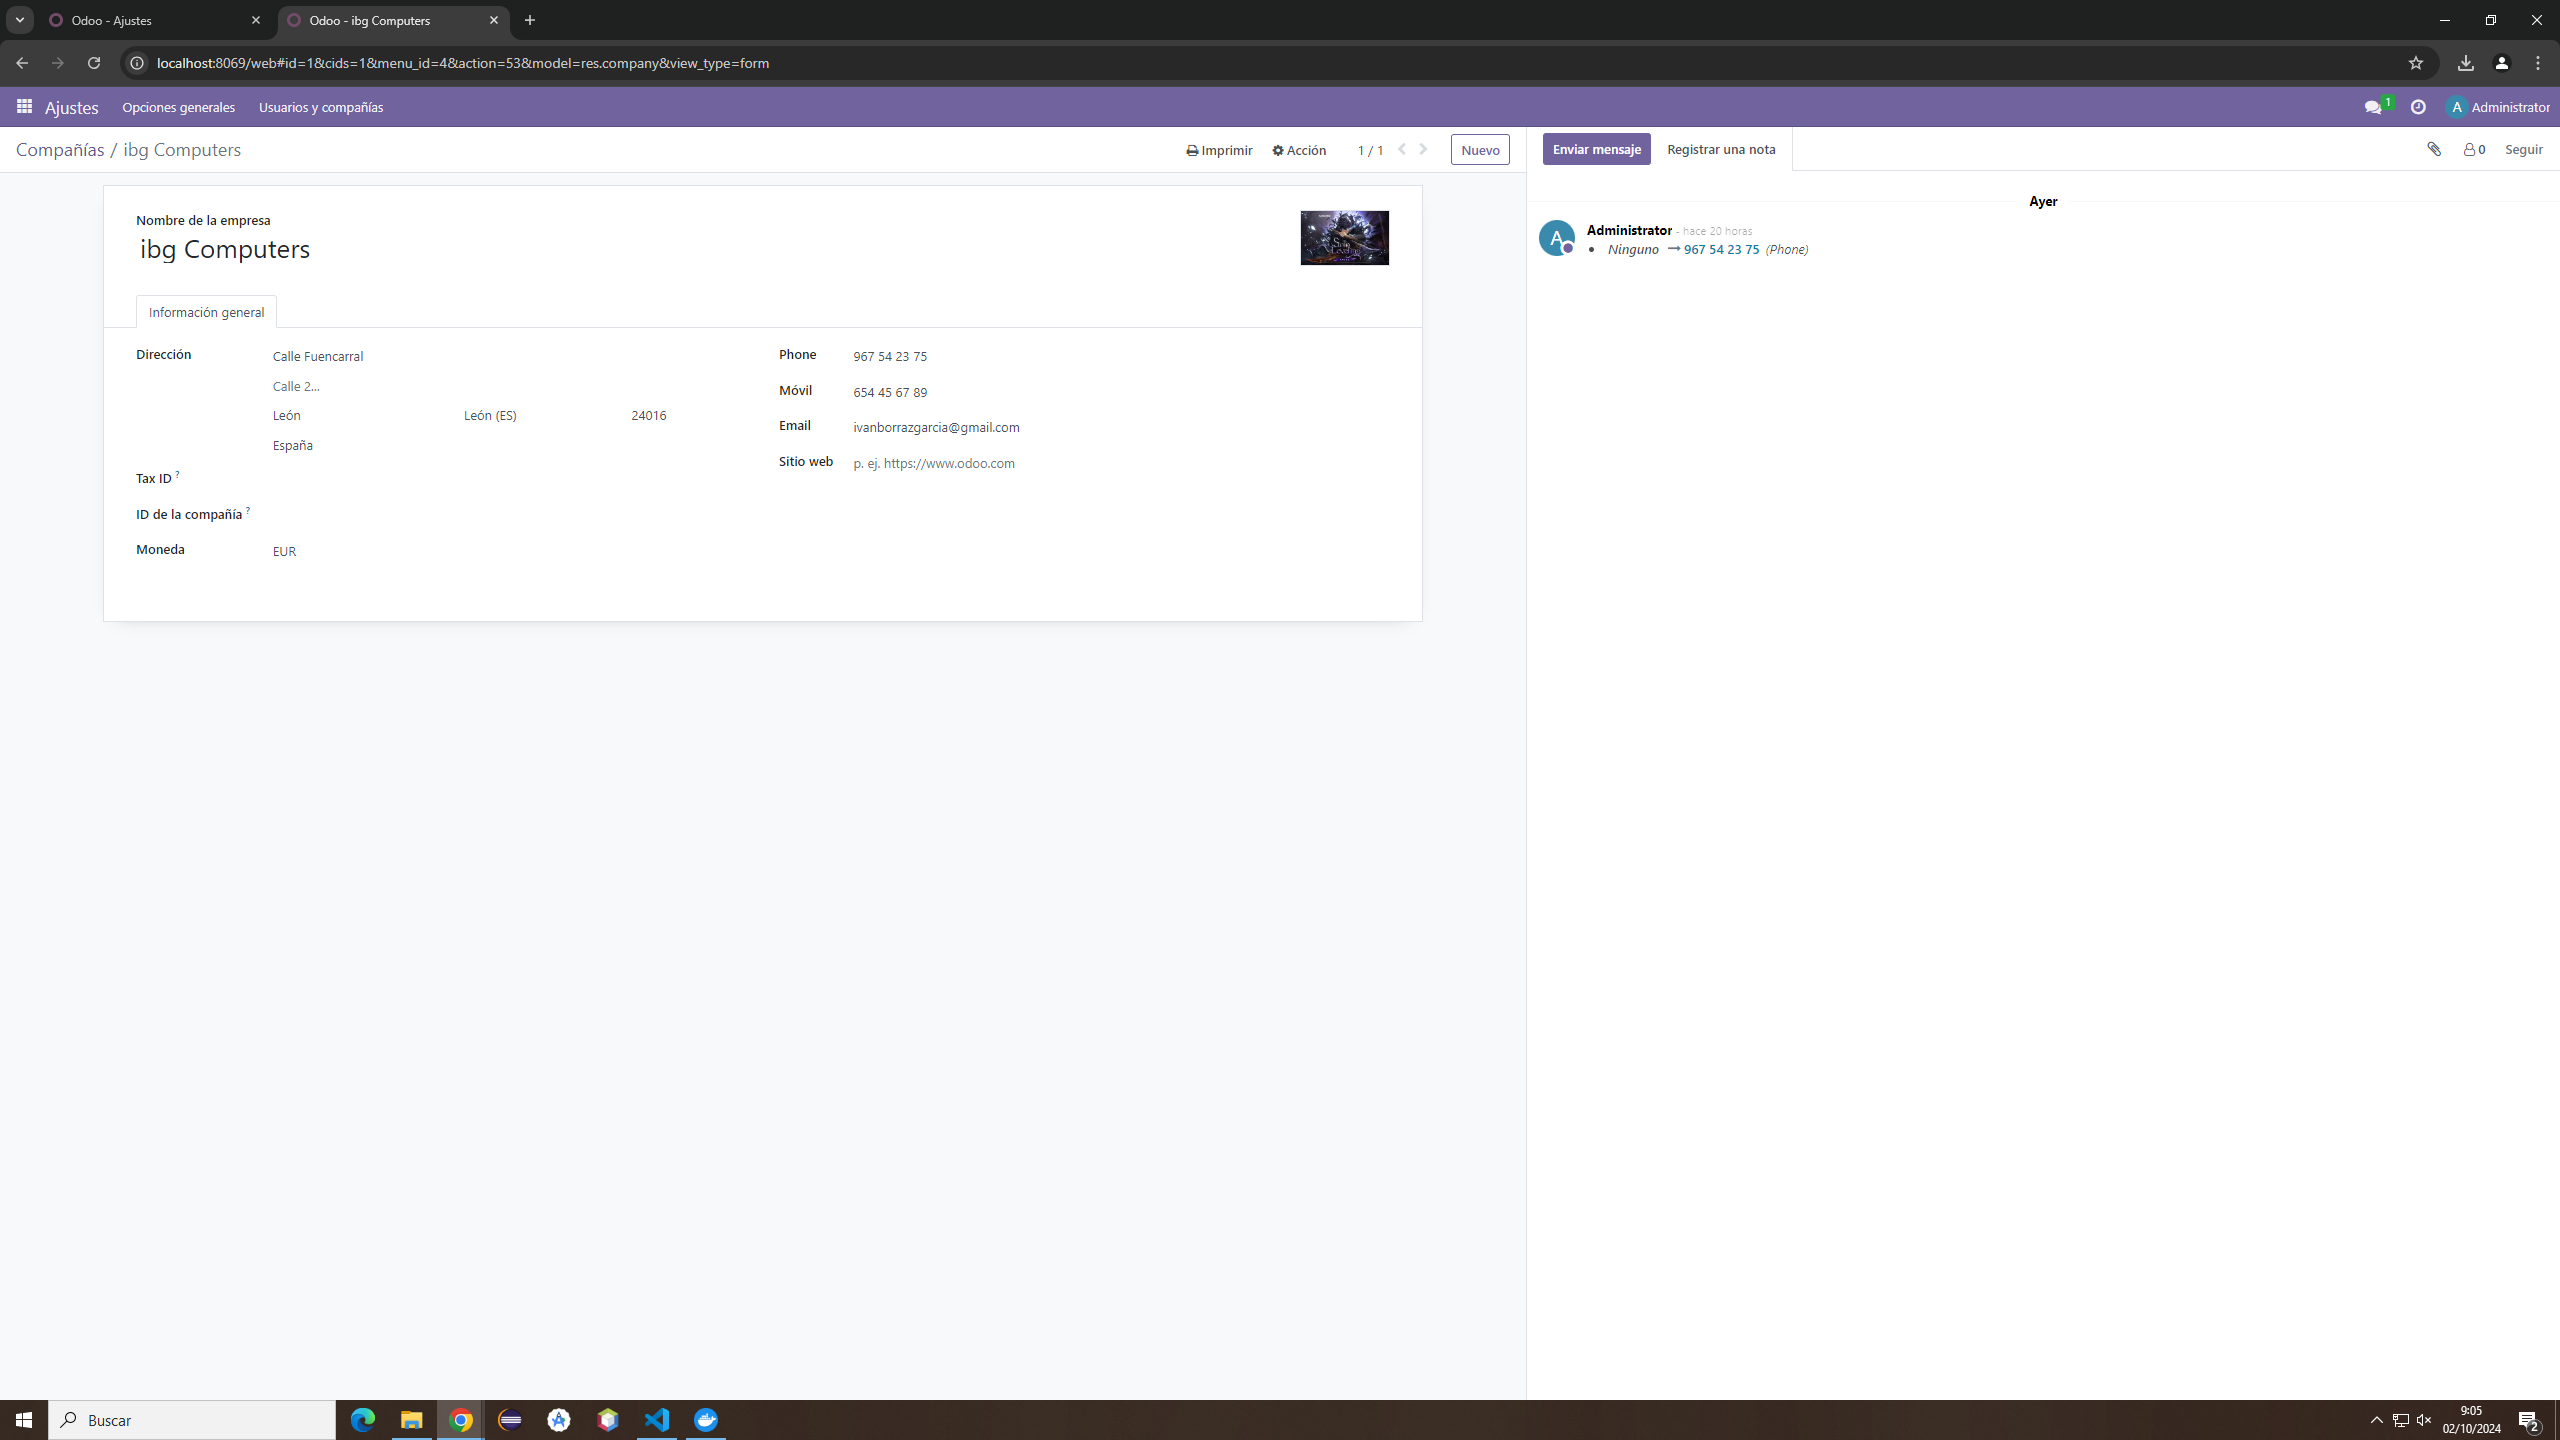 Odoo - Ajustes
Odoo - ibg Computers
localhost:8069/web#id=1&cids=1&menu_id=4&action=53&model=res.company&view_type=form
Ajustes Opciones generales Usuarios y compañías
1 A Administrator
Compañías / ibg Computers
Imprimir Acción 1 / 1 Nuevo
Enviar mensaje Registrar una nota
0 Seguir
Nombre de la empresa
ibg Computers
Información general
Dirección Calle Fuencarral
Calle 2...
León León (ES) 24016
España
Tax ID ?
ID de la compañía ?
Moneda EUR
Phone 967 54 23 75
Móvil 654 45 67 89
Email ivanborrazgarcia@gmail.com
Sitio web p. ej. https://www.odoo.com
Ayer
A Administrator - hace 20 horas
• Ninguno → 967 54 23 75 (Phone)
Buscar
9:05
02/10/2024
2